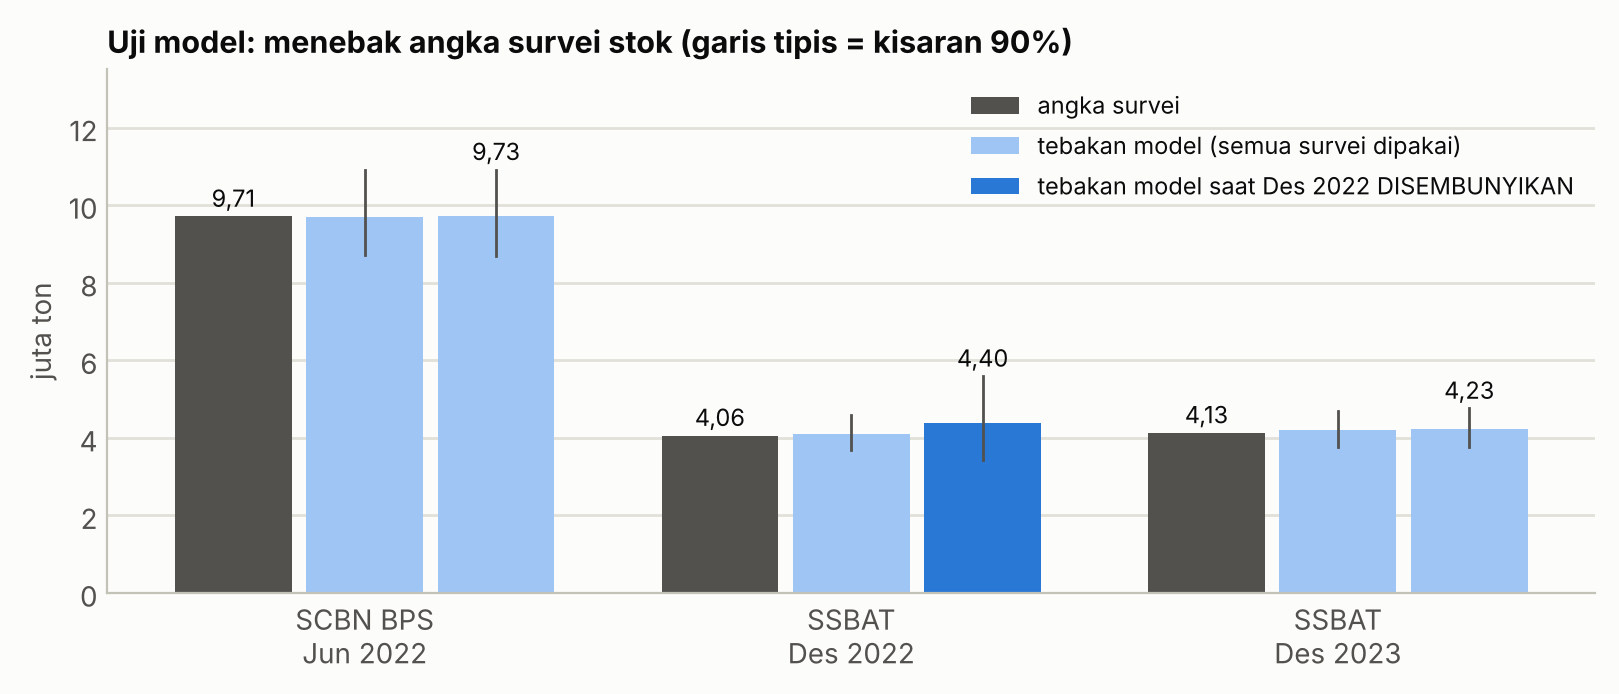 Uji model: menebak angka survei stok (garis tipis = kisaran 90%)
angka survei
tebakan model (semua survei dipakai)
tebakan model saat Des 2022 DISEMBUNYIKAN
juta ton
12
10
8
6
4
2
0
9,71
9,73
4,06
4,40
4,13
4,23
SCBN BPS
Jun 2022
SSBAT
Des 2022
SSBAT
Des 2023